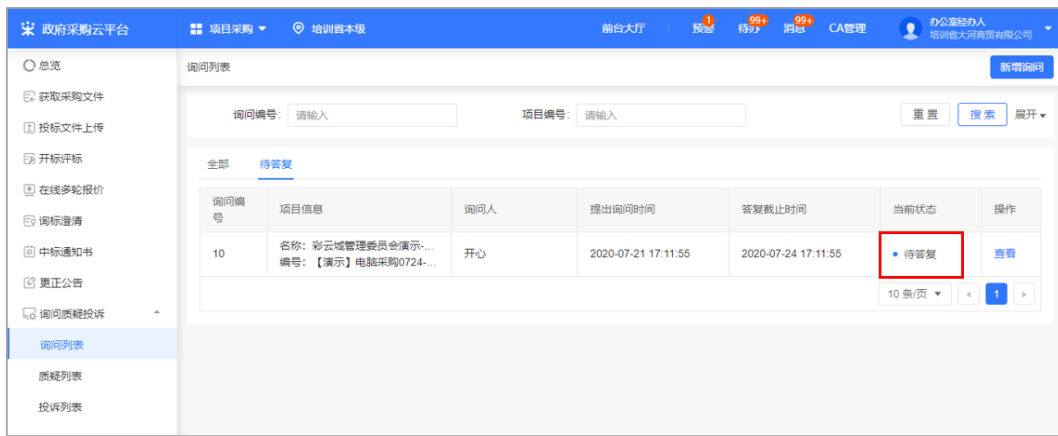 政府采购云平台
项目采购
培训省本级
前台大厅
预警
1
待办
99+
消息
99+
CA管理
办公室经办人
培训省大河商贸有限公司
总览
获取采购文件
投标文件上传
开标评标
在线多轮报价
询标澄清
中标通知书
更正公告
询问质疑投诉
询问列表
质疑列表
投诉列表
询问列表
新增询问
询问编号: 请输入
项目编号: 请输入
重置
搜索
展开
全部
待答复
询问编号
项目信息
询问人
提出询问时间
答复截止时间
当前状态
操作
10
名称：彩云城管理委员会演示-...
编号：【演示】电脑采购0724-...
开心
2020-07-21 17:11:55
2020-07-24 17:11:55
待答复
查看
10 条/页
1